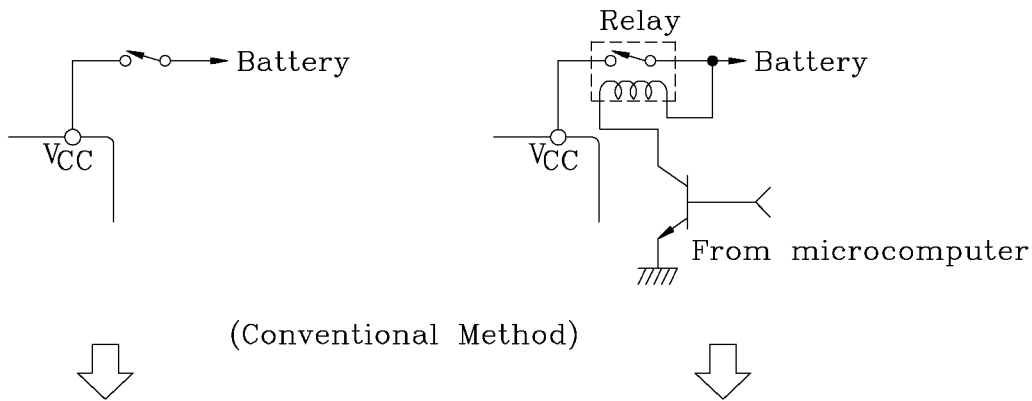 Relay
Battery
Battery
VCC
VCC
From microcomputer
(Conventional Method)